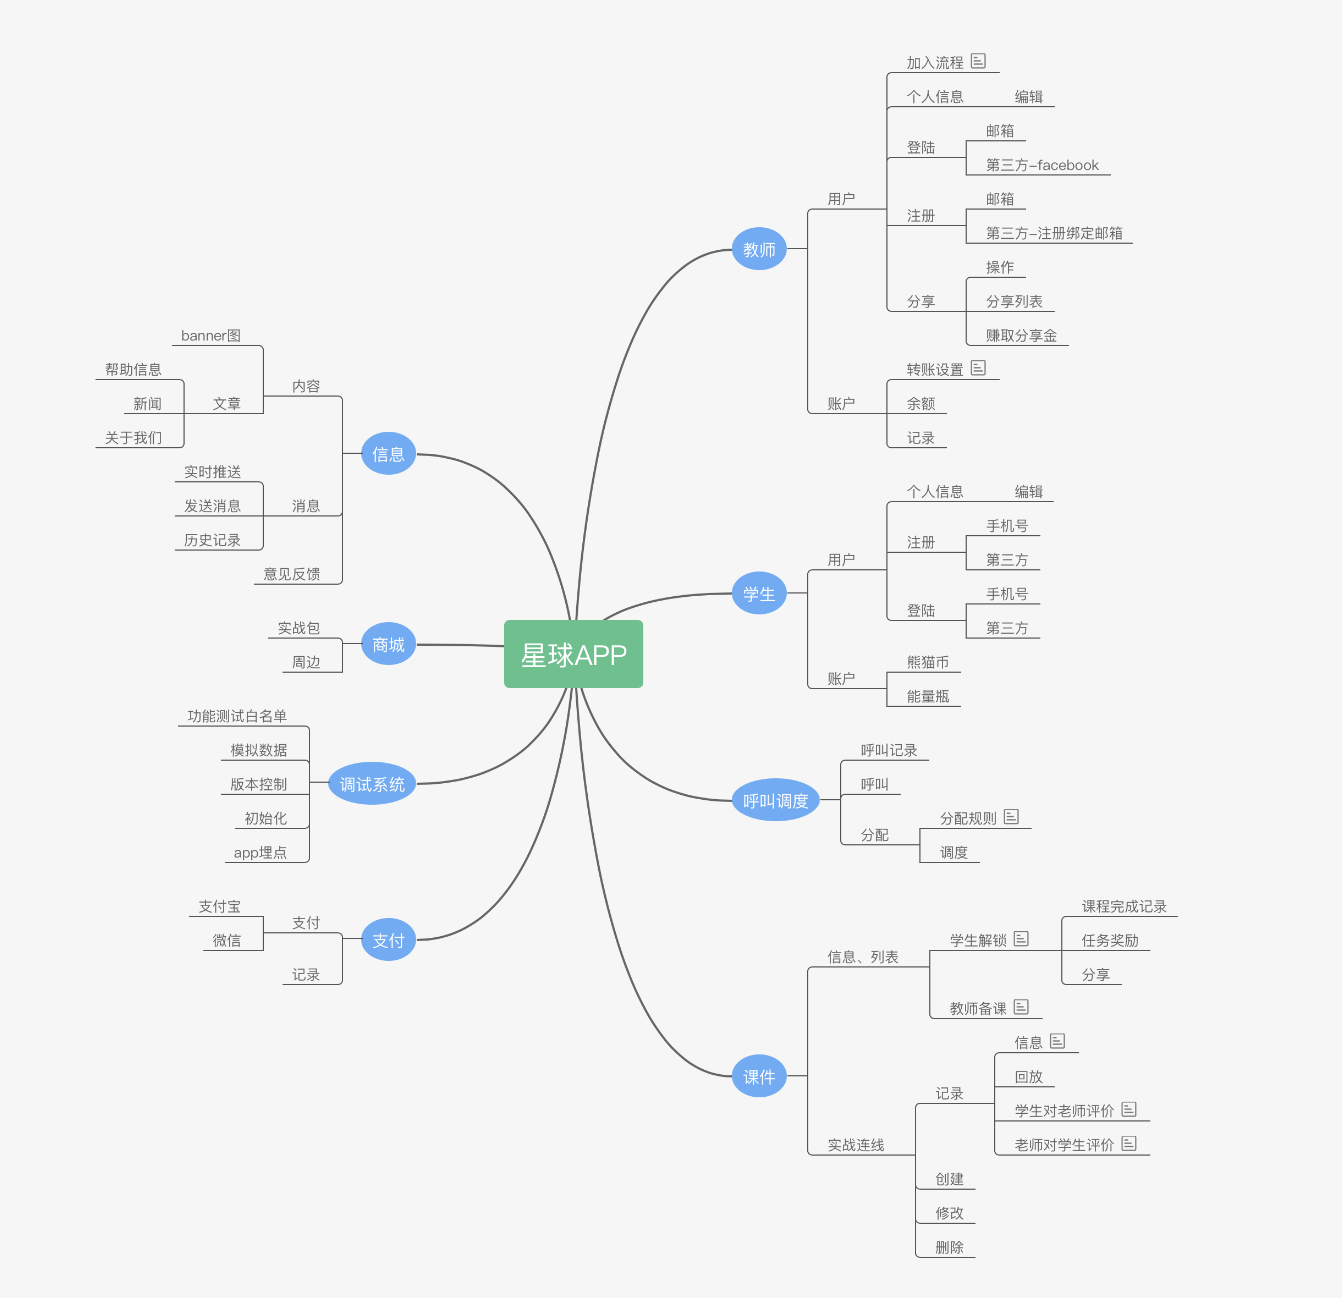 星球APP
教师
用户
加入流程
个人信息
编辑
登陆
邮箱
第三方-facebook
注册
邮箱
第三方-注册绑定邮箱
分享
操作
分享列表
赚取分享金
账户
转账设置
余额
记录
学生
用户
个人信息
编辑
注册
手机号
第三方
登陆
手机号
第三方
账户
熊猫币
能量瓶
呼叫调度
呼叫记录
呼叫
分配
分配规则
调度
课件
信息、列表
学生解锁
课程完成记录
任务奖励
分享
教师备课
实战连线
记录
信息
回放
学生对老师评价
老师对学生评价
创建
修改
删除
信息
内容
banner图
文章
帮助信息
新闻
关于我们
消息
实时推送
发送消息
历史记录
意见反馈
商城
实战包
周边
调试系统
功能测试白名单
模拟数据
版本控制
初始化
app埋点
支付
支付
支付宝
微信
记录